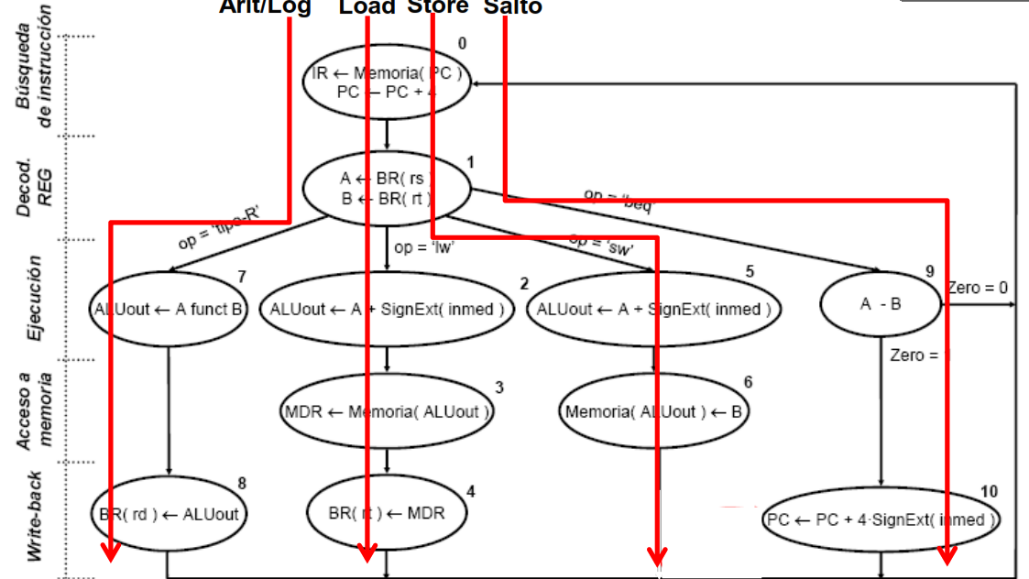 Arit/Log Load Store Salto
Búsqueda
de instrucción
0
IR ← Memoria( PC )
PC ← PC + 4
Decod.
REG
1
A ← BR( rs )
B ← BR( rt )
op = 'tipo-R'
op = 'lw'
op = 'sw'
op = 'beq'
Ejecución
7
ALUout ← A funct B
2
ALUout ← A + SignExt( inmed )
5
ALUout ← A + SignExt( inmed )
9
A - B
Zero = 0
Zero =
Acceso a
memoria
3
MDR ← Memoria( ALUout )
6
Memoria( ALUout ) ← B
Write-back
8
BR( rd ) ← ALUout
4
BR( rt ) ← MDR
10
PC ← PC + 4·SignExt( inmed )